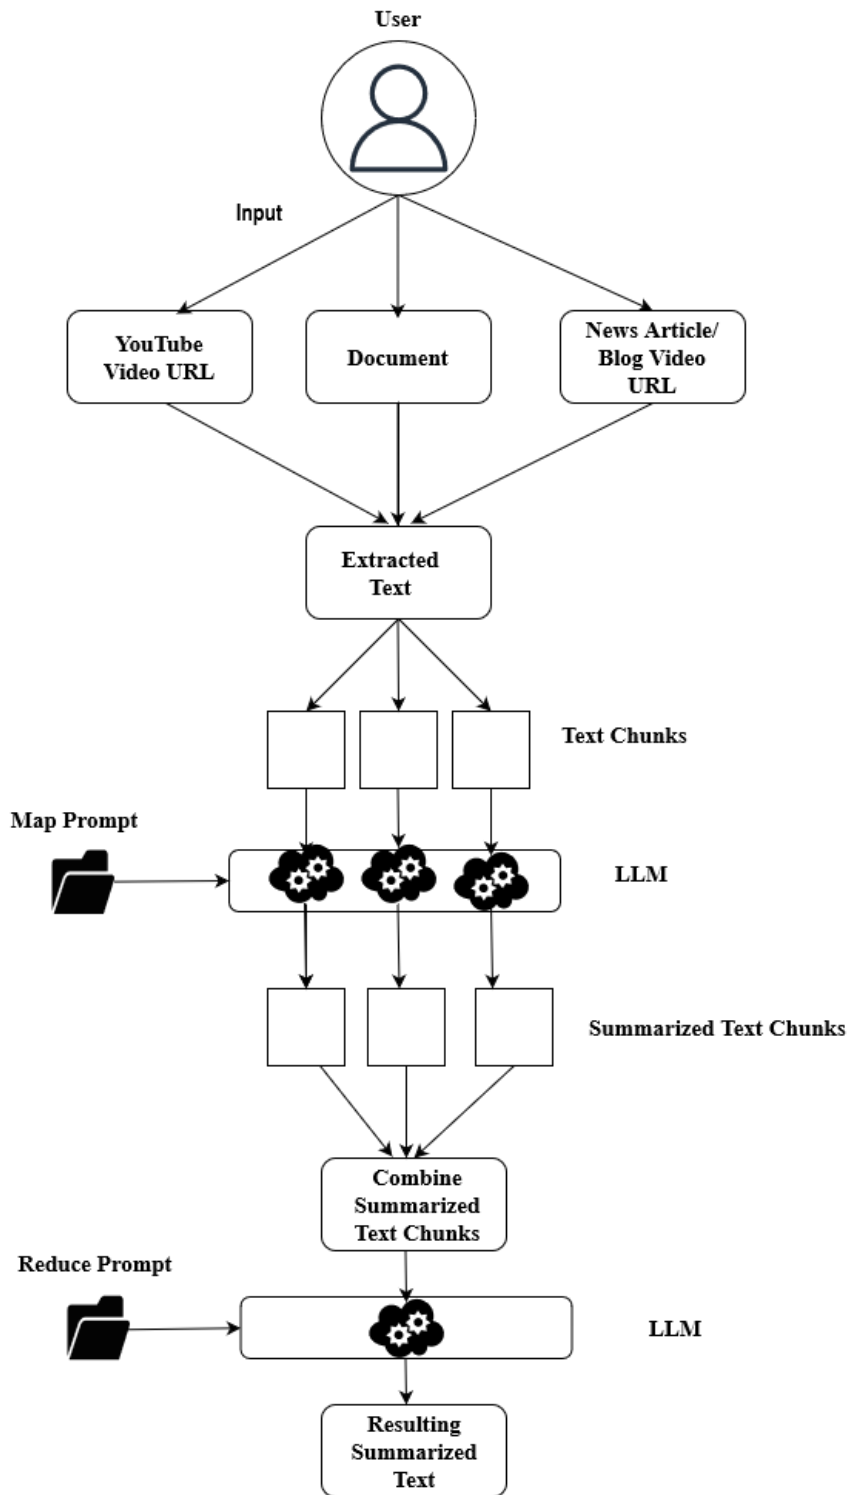 User
Input
YouTube
Video URL
Document
News Article/
Blog Video
URL
Extracted
Text
Text Chunks
Map Prompt
LLM
Summarized Text Chunks
Combine
Summarized
Text Chunks
Reduce Prompt
LLM
Resulting
Summarized
Text